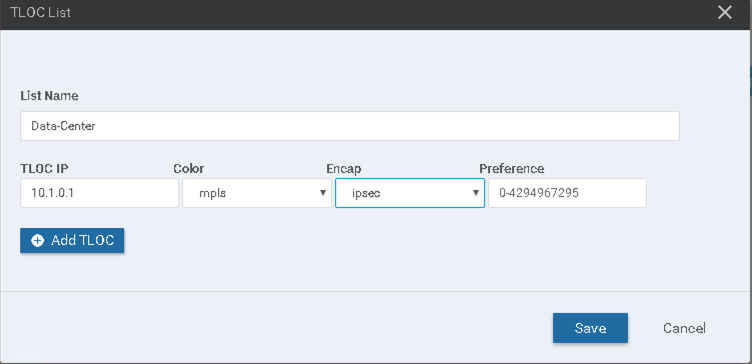 TLOC List
List Name
Data-Center
TLOC IP Color Encap Preference
10.1.0.1 mpls ipsec 0-4294967295
Add TLOC
Save Cancel